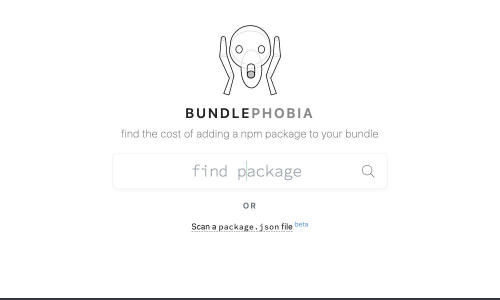 BUNDLEPHOBIA
find the cost of adding a npm package to your bundle
find package
OR
Scan a package.json file beta